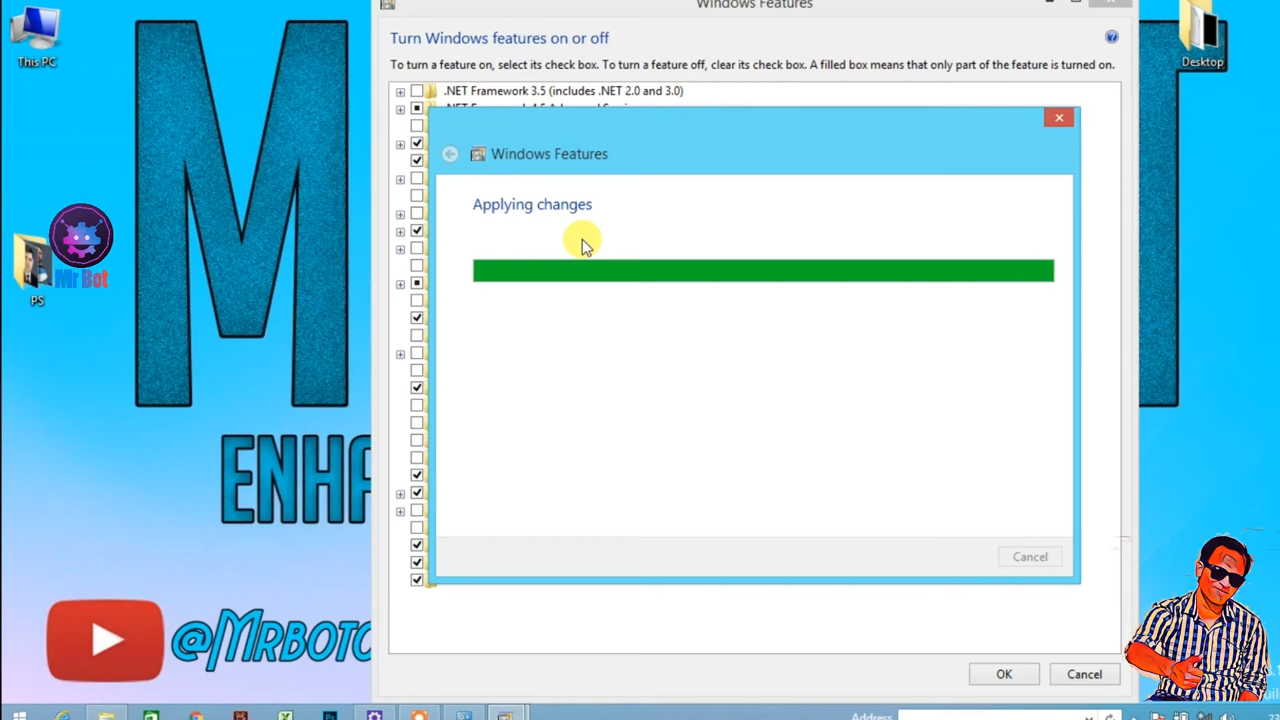 Windows Features
Turn Windows features on or off
To turn a feature on, select its check box. To turn a feature off, clear its check box. A filled box means that only part of the feature is turned on.
This PC
Desktop
.NET Framework 3.5 (includes .NET 2.0 and 3.0)
Windows Features
Applying changes
Mr Bot
PS
ENHA
Cancel
@Mrbot
OK
Cancel
Address